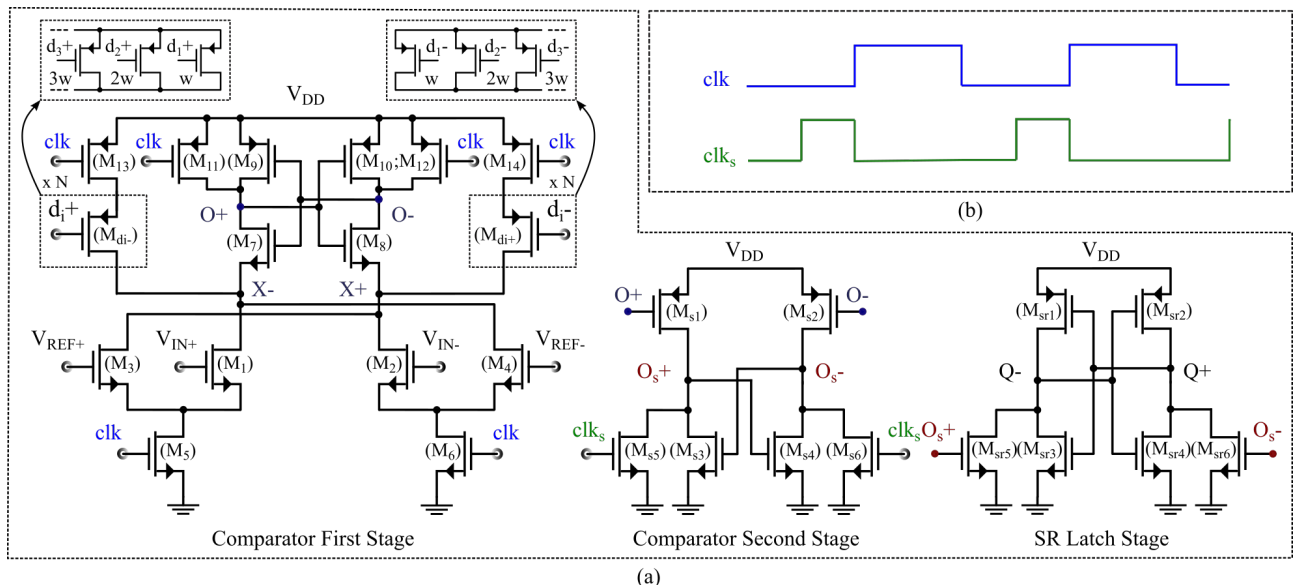 d3+ d2+ d1+
3w 2w w
d1- d2- d3-
w 2w 3w
VDD
clk clk clk clk
(M13) (M11) (M9) (M10;M12) (M14)
x N x N
di+ di-
(Mdi-) (Mdi+)
O+ O-
(M7) (M8)
X- X+
VREF+ VIN+ VIN- VREF-
(M3) (M1) (M2) (M4)
clk clk
(M5) (M6)
Comparator First Stage
clk
clks
(b)
VDD
O+ O-
(Ms1) (Ms2)
Os+ Os-
clks clks
(Ms5) (Ms3) (Ms4) (Ms6)
Comparator Second Stage
VDD
(Msr1) (Msr2)
Q- Q+
Os+ Os-
(Msr5) (Msr3) (Msr4) (Msr6)
SR Latch Stage
(a)